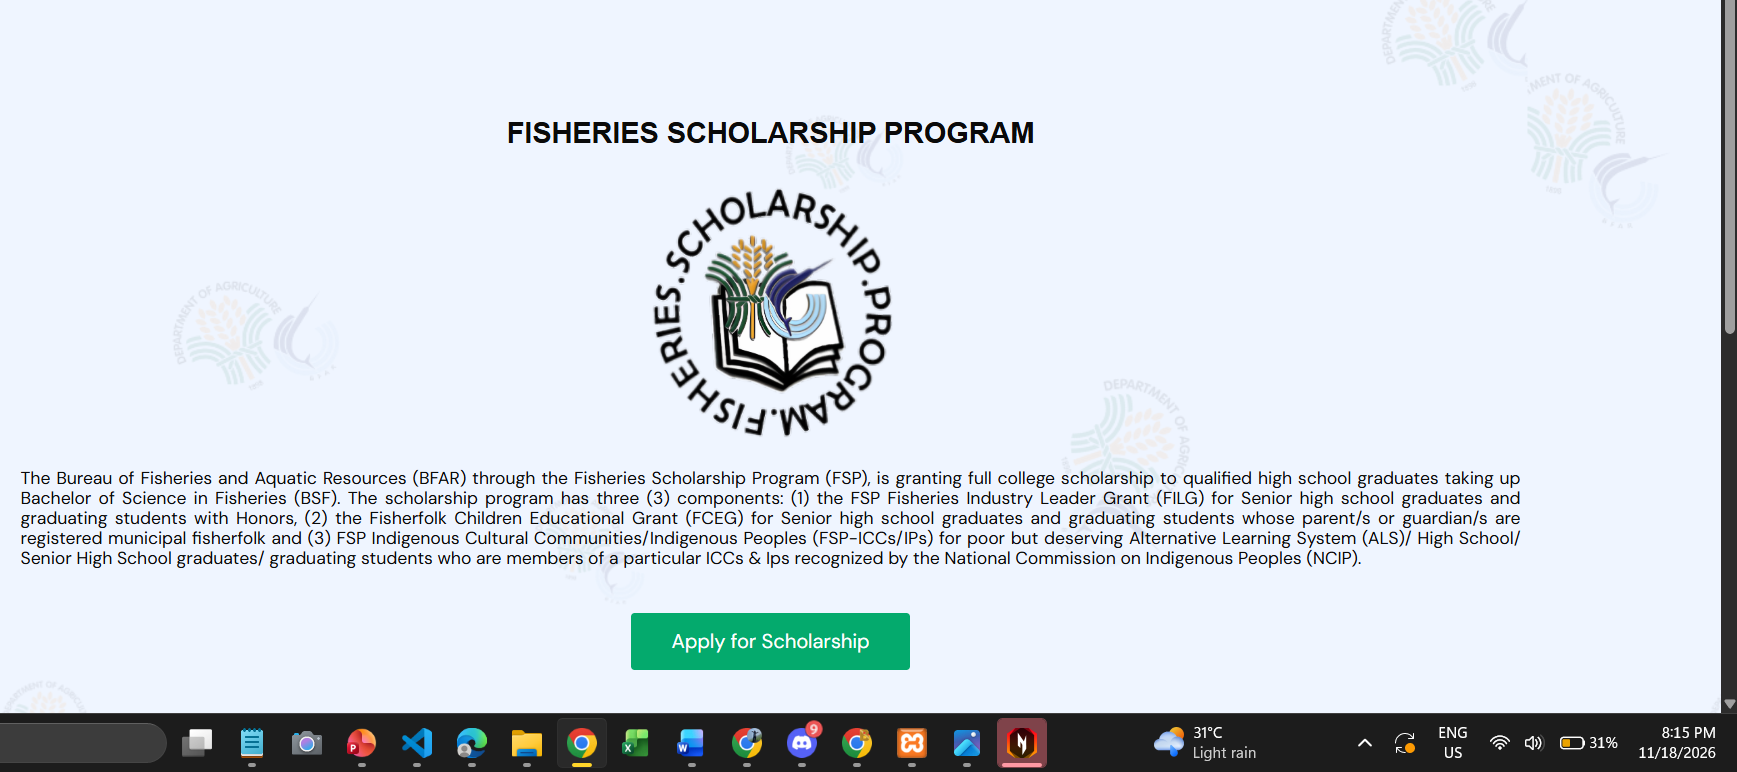 FISHERIES SCHOLARSHIP PROGRAM
FISHERIES.SCHOLARSHIP.PROGRAM.
DEPARTMENT OF AGRICULTURE
1898
The Bureau of Fisheries and Aquatic Resources (BFAR) through the Fisheries Scholarship Program (FSP), is granting full college scholarship to qualified high school graduates taking up
Bachelor of Science in Fisheries (BSF). The scholarship program has three (3) components: (1) the FSP Fisheries Industry Leader Grant (FILG) for Senior high school graduates and
graduating students with Honors, (2) the Fisherfolk Children Educational Grant (FCEG) for Senior high school graduates and graduating students whose parent/s or guardian/s are
registered municipal fisherfolk and (3) FSP Indigenous Cultural Communities/Indigenous Peoples (FSP-ICCs/IPs) for poor but deserving Alternative Learning System (ALS)/ High School/
Senior High School graduates/ graduating students who are members of a particular ICCs & Ips recognized by the National Commission on Indigenous Peoples (NCIP).
Apply for Scholarship
9
31°C
Light rain
ENG
US
31%
8:15 PM
11/18/2026